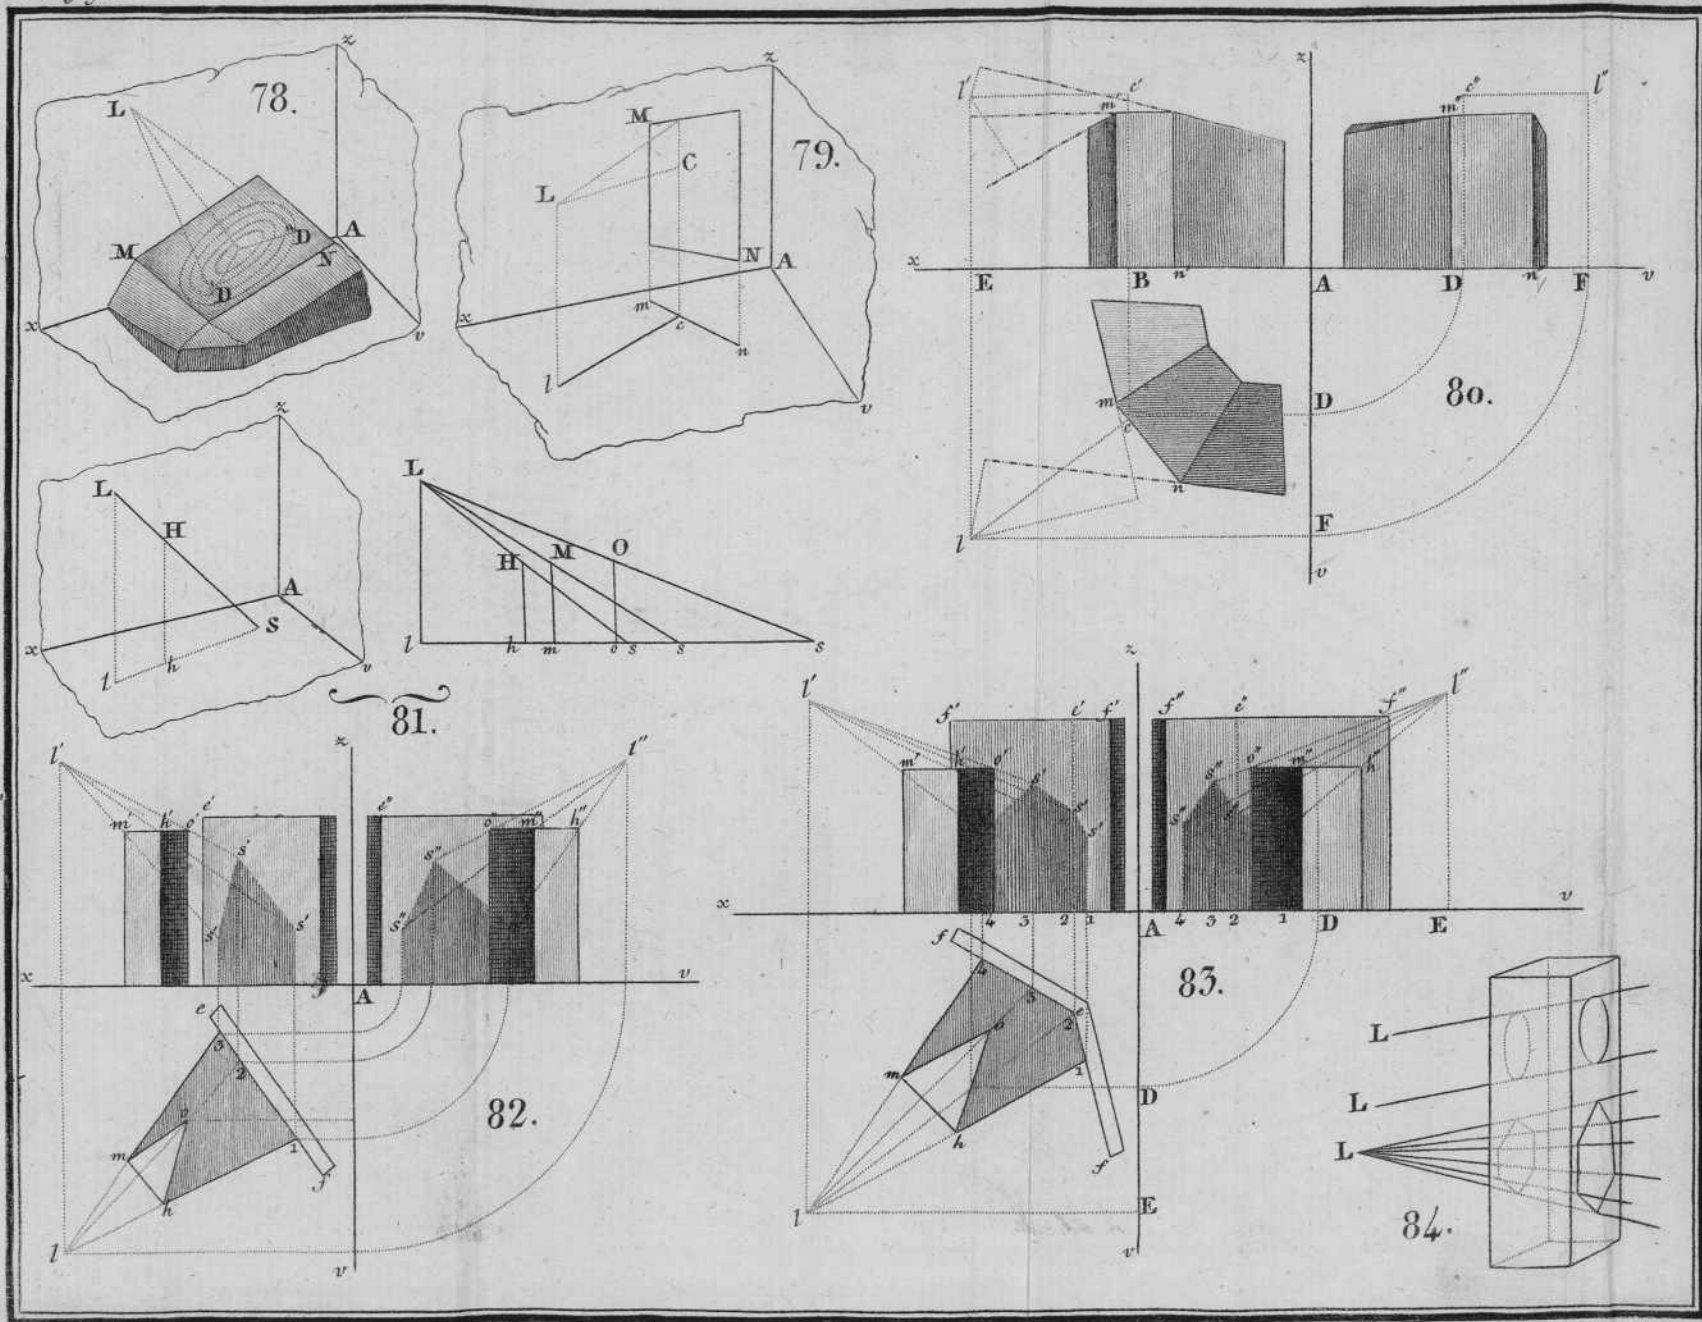 78.
z
L
M
D
A
N
D
x
v
79.
z
M
C
L
N
A
x
m
c
n
l
v
80.
z
l' m' c' m'' c'' l''
x E B n' A D n'' F v
m c D
n
l F
v
81.
z
L
H
A
S
x
h
l
v
L
H M O
l h m o s s s
82.
z
l' l''
m' h' o' e' e'' o'' m'' h''
s' s''
s'' s' s''
x A v
e
3
2
o
1
m
h f
l
v
83.
z
l' l''
f' c' f' f'' c'' f''
m' h' o' s' s'' o'' m'' h''
s'' s'' s''
x 4 3 2 1 A 4 3 2 1 D E v
f
4
3
o 2 e
m 1
D
h
f
l E
v
84.
L
L
L